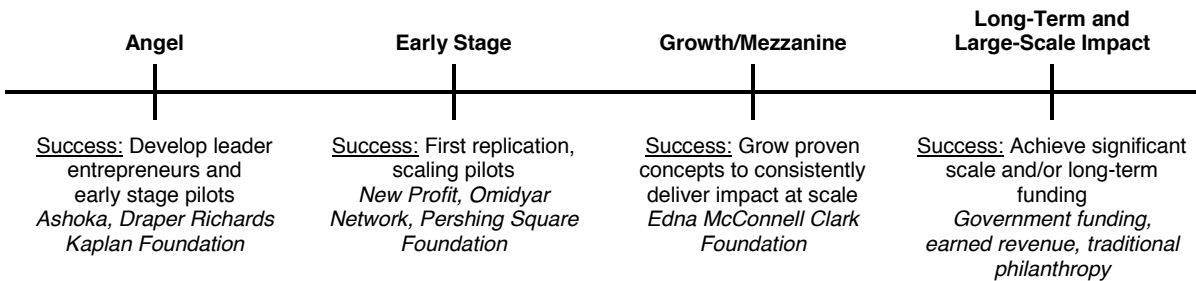 Angel
Success: Develop leader
entrepreneurs and
early stage pilots
Ashoka, Draper Richards
Kaplan Foundation
Early Stage
Success: First replication,
scaling pilots
New Profit, Omidyar
Network, Pershing Square
Foundation
Growth/Mezzanine
Success: Grow proven
concepts to consistently
deliver impact at scale
Edna McConnell Clark
Foundation
Long-Term and
Large-Scale Impact
Success: Achieve significant
scale and/or long-term
funding
Government funding,
earned revenue, traditional
philanthropy